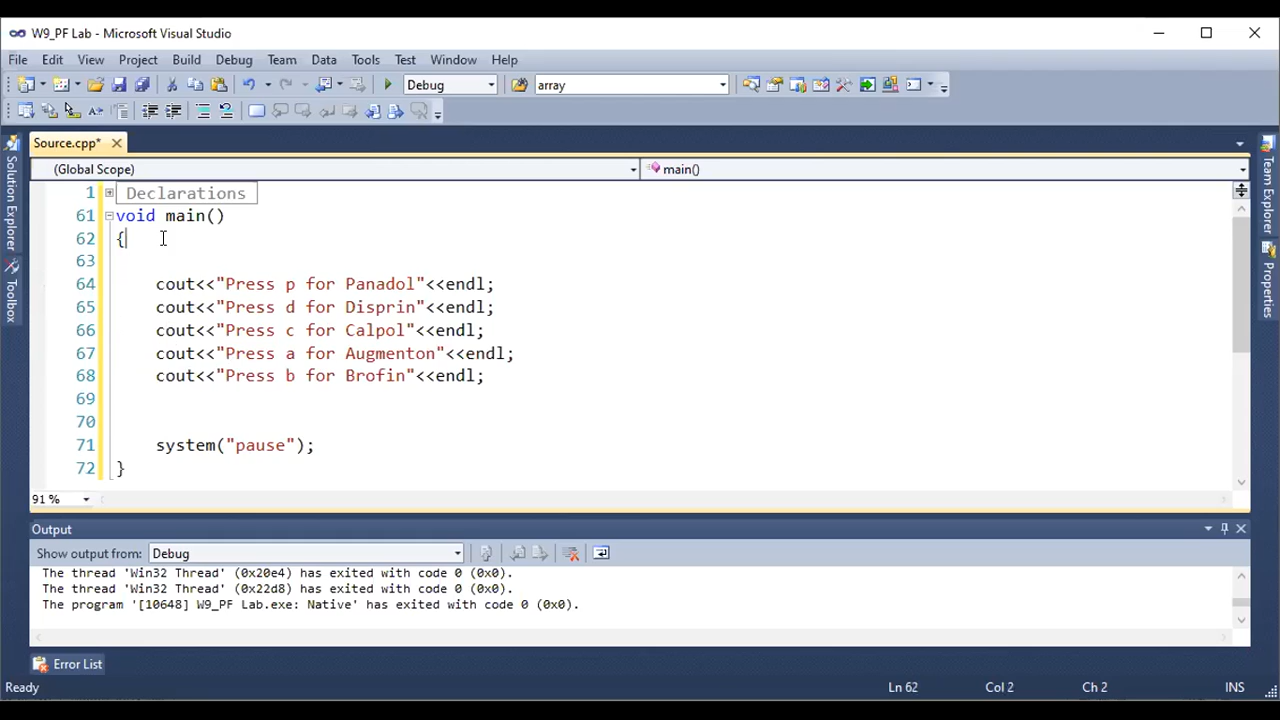 W9_PF Lab - Microsoft Visual Studio
File Edit View Project Build Debug Team Data Tools Test Window Help
Debug array
Source.cpp*
(Global Scope) main()
1 Declarations
61 void main()
62 {
63
64 cout<<"Press p for Panadol"<<endl;
65 cout<<"Press d for Disprin"<<endl;
66 cout<<"Press c for Calpol"<<endl;
67 cout<<"Press a for Augmenton"<<endl;
68 cout<<"Press b for Brofin"<<endl;
69
70
71 system("pause");
72 }
91 %
Output
Show output from: Debug
The thread 'Win32 Thread' (0x20e4) has exited with code 0 (0x0).
The thread 'Win32 Thread' (0x22d8) has exited with code 0 (0x0).
The program '[10648] W9_PF Lab.exe: Native' has exited with code 0 (0x0).
Error List
Ready Ln 62 Col 2 Ch 2 INS
Solution Explorer
Toolbox
Team Explorer
Properties